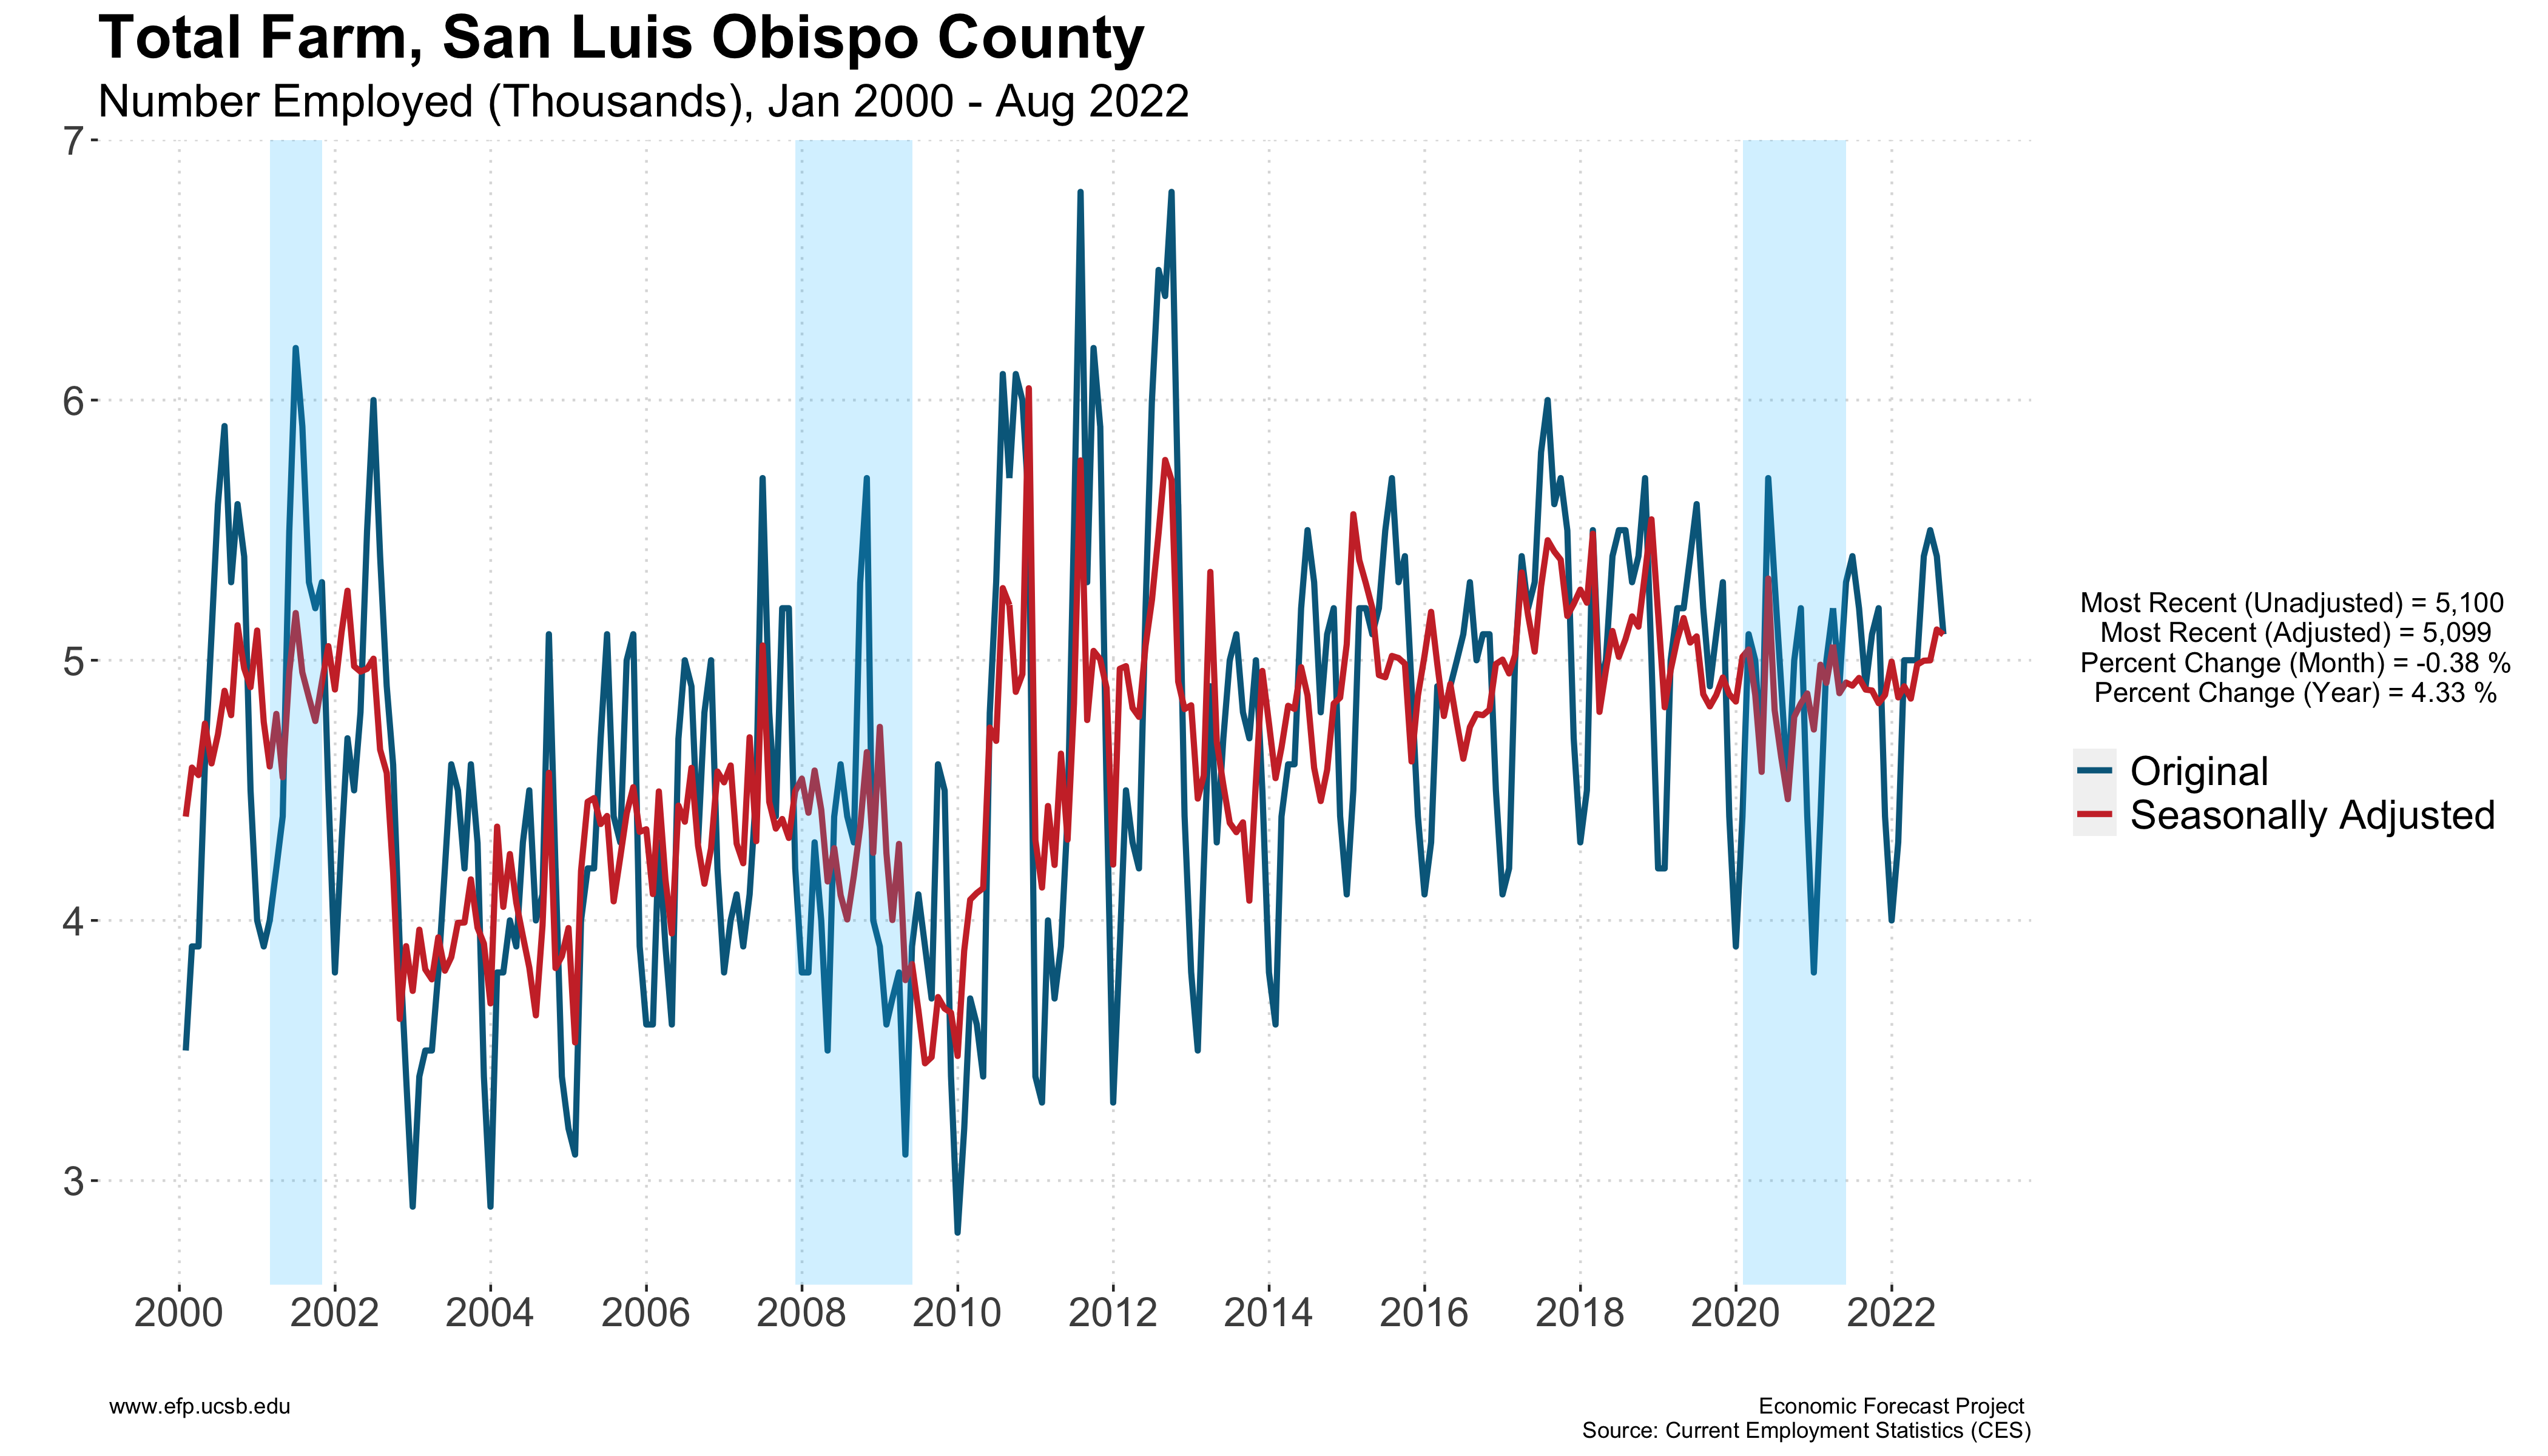 Total Farm, San Luis Obispo County
Number Employed (Thousands), Jan 2000 - Aug 2022
7
6
5
4
3
2000 2002 2004 2006 2008 2010 2012 2014 2016 2018 2020 2022
Most Recent (Unadjusted) = 5,100
Most Recent (Adjusted) = 5,099
Percent Change (Month) = -0.38 %
Percent Change (Year) = 4.33 %
Original
Seasonally Adjusted
www.efp.ucsb.edu
Economic Forecast Project
Source: Current Employment Statistics (CES)